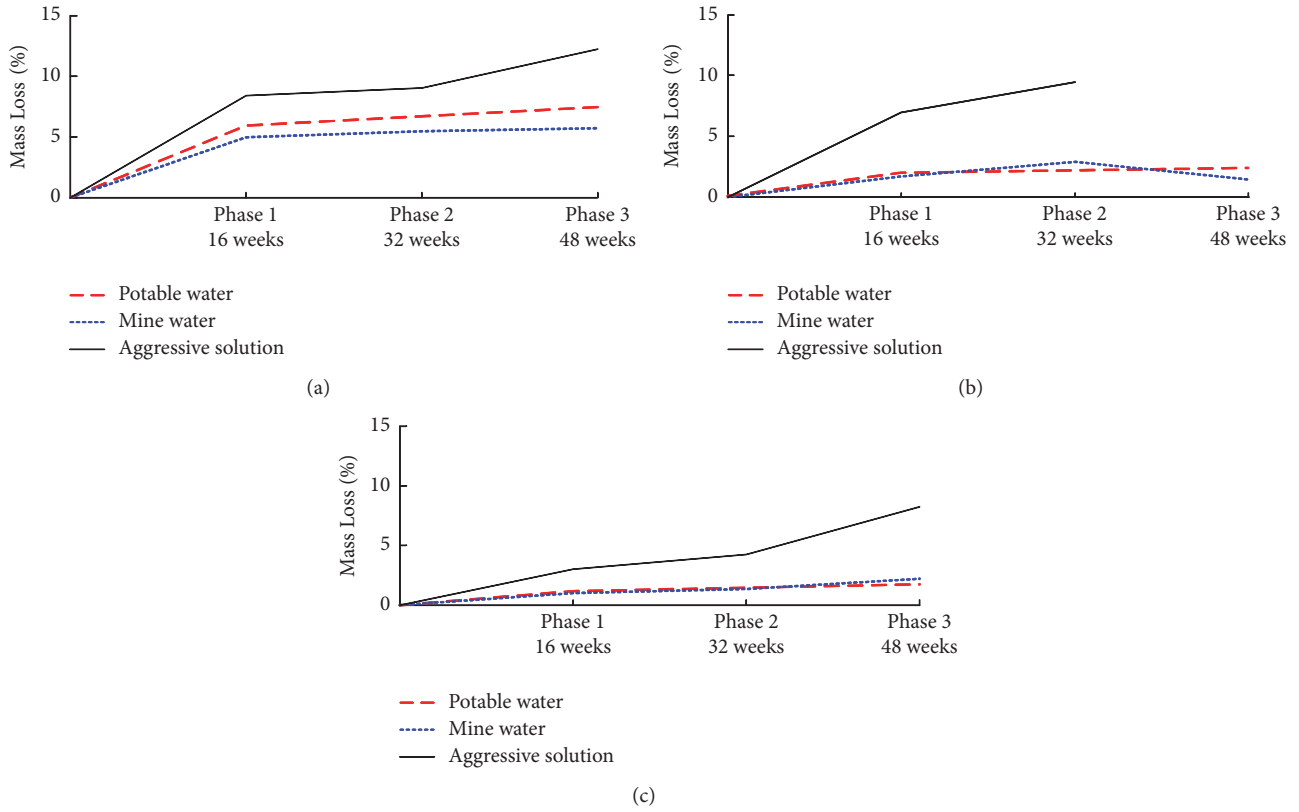 15
10
5
0
Mass Loss (%)
Phase 1
16 weeks
Phase 2
32 weeks
Phase 3
48 weeks
Potable water
Mine water
Aggressive solution
(a)
15
10
5
0
Mass Loss (%)
Phase 1
16 weeks
Phase 2
32 weeks
Phase 3
48 weeks
Potable water
Mine water
Aggressive solution
(b)
15
10
5
0
Mass Loss (%)
Phase 1
16 weeks
Phase 2
32 weeks
Phase 3
48 weeks
Potable water
Mine water
Aggressive solution
(c)